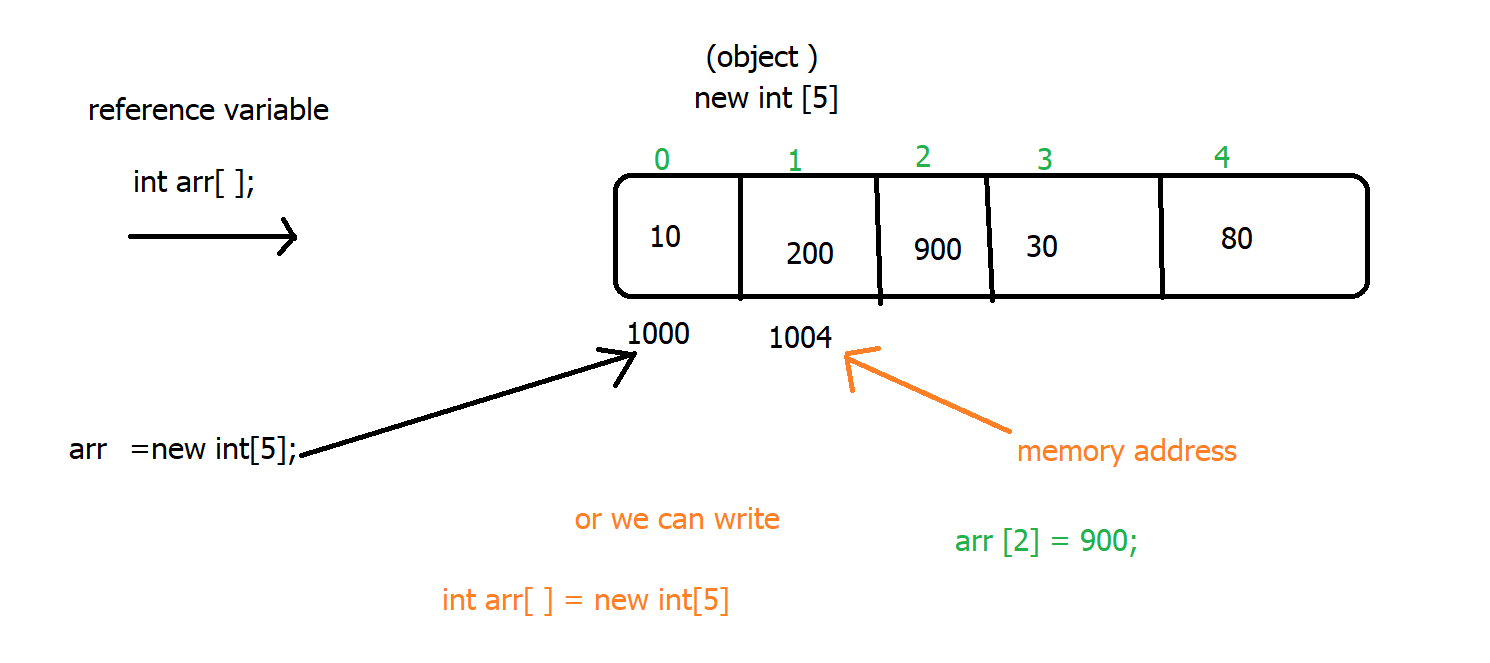 (object )
new int [5]
reference variable
int arr[ ];
0 1 2 3 4
10 200 900 30 80
1000 1004
arr =new int[5];
memory address
or we can write
arr [2] = 900;
int arr[ ] = new int[5]